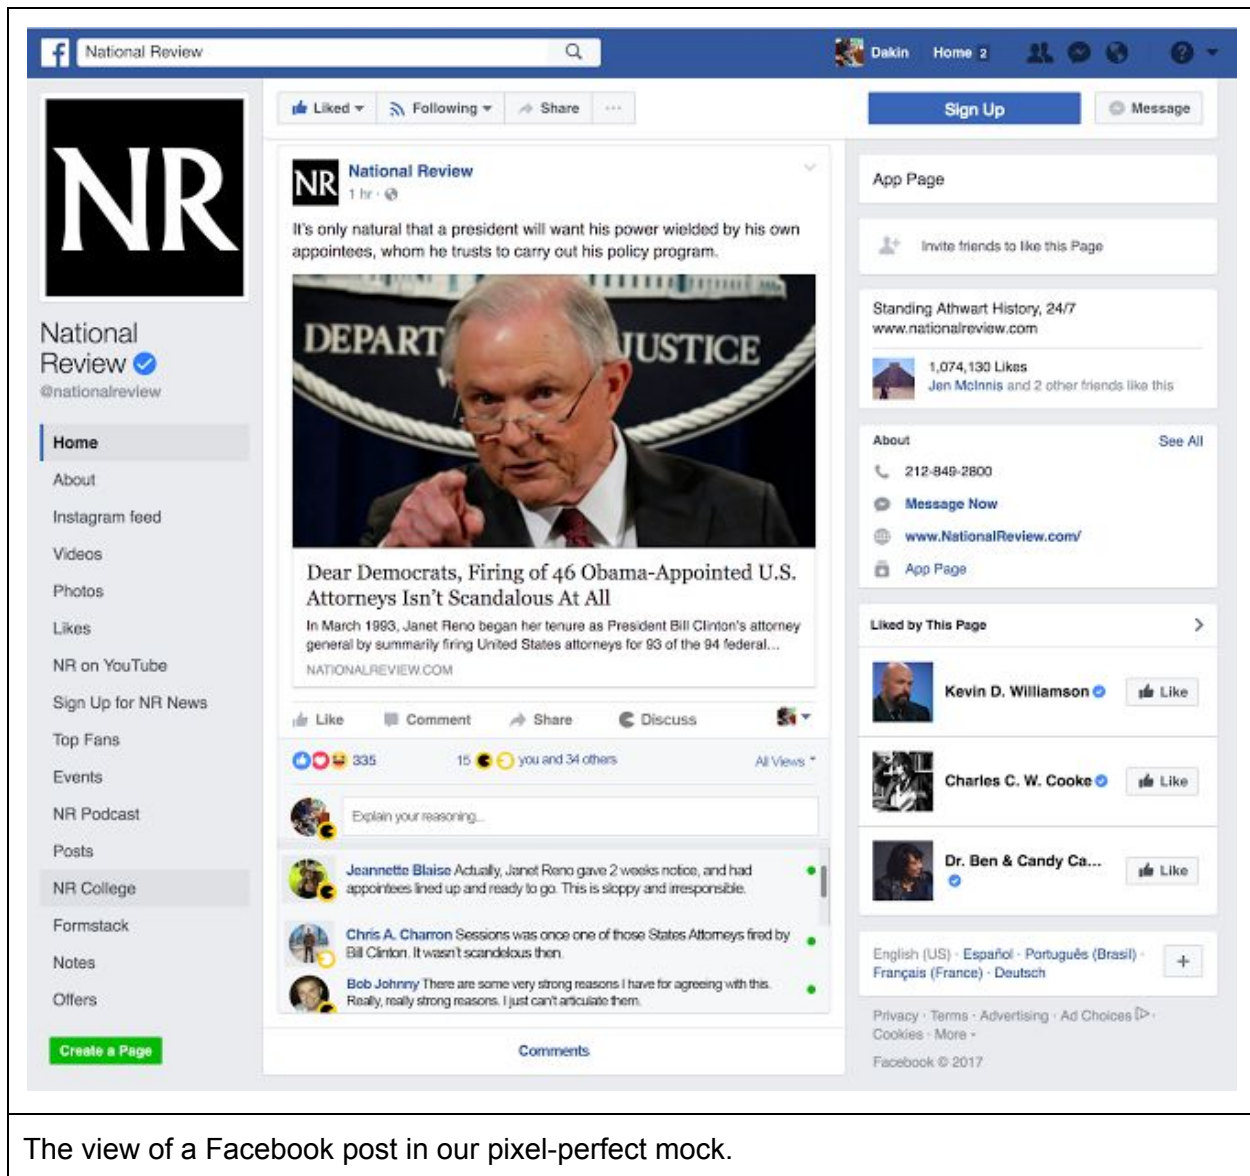 National Review
Dakin Home 2
NR
National
Review
@nationalreview
Home
About
Instagram feed
Videos
Photos
Likes
NR on YouTube
Sign Up for NR News
Top Fans
Events
NR Podcast
Posts
NR College
Formstack
Notes
Offers
Create a Page
Liked Following Share ...
NR
National Review
1 hr ·
It's only natural that a president will want his power wielded by his own
appointees, whom he trusts to carry out his policy program.
DEPART JUSTICE
Dear Democrats, Firing of 46 Obama-Appointed U.S.
Attorneys Isn't Scandalous At All
In March 1993, Janet Reno began her tenure as President Bill Clinton's attorney
general by summarily firing United States attorneys for 93 of the 94 federal...
NATIONALREVIEW.COM
Like Comment Share Discuss
335 15 you and 34 others All Views
Explain your reasoning...
Jeannette Blaise Actually, Janet Reno gave 2 weeks notice, and had
appointees lined up and ready to go. This is sloppy and irresponsible.
Chris A. Charron Sessions was once one of those States Attorneys fired by
Bill Clinton. It wasn't scandelous then.
Bob Johnny There are some very strong reasons I have for agreeing with this.
Really, really strong reasons. I just can't articulate them.
Comments
Sign Up Message
App Page
Invite friends to like this Page
Standing Athwart History, 24/7
www.nationalreview.com
1,074,130 Likes
Jen McInnis and 2 other friends like this
About See All
212-849-2800
Message Now
www.NationalReview.com/
App Page
Liked by This Page
Kevin D. Williamson Like
Charles C. W. Cooke Like
Dr. Ben & Candy Ca... Like
English (US) · Español · Português (Brasil) ·
Français (France) · Deutsch
Privacy · Terms · Advertising · Ad Choices ·
Cookies · More
Facebook © 2017
The view of a Facebook post in our pixel-perfect mock.